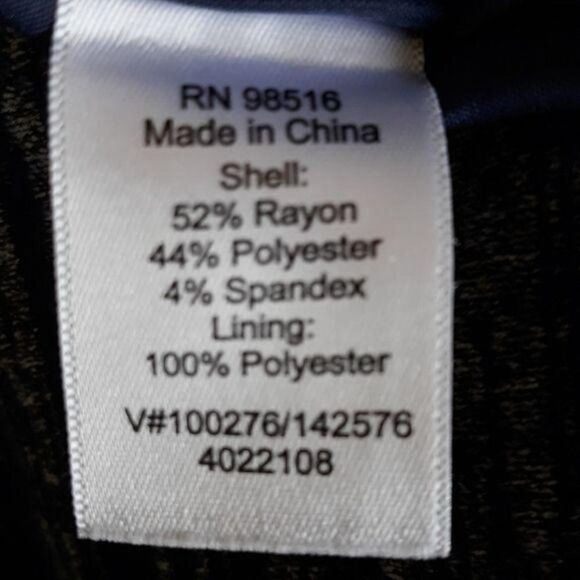 RN 98516
Made in China
Shell:
52% Rayon
44% Polyester
4% Spandex
Lining:
100% Polyester
V#100276/142576
4022108